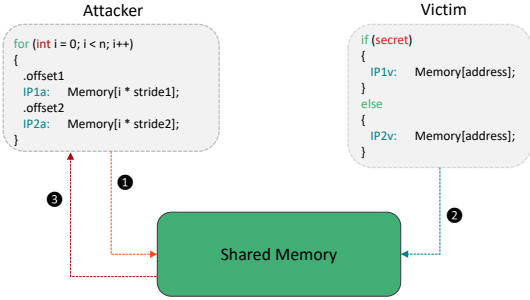 Attacker
for (int i = 0; i < n; i++)
{
.offset1
IP1a: Memory[i * stride1];
.offset2
IP2a: Memory[i * stride2];
}
Victim
if (secret)
{
IP1v: Memory[address];
}
else
{
IP2v: Memory[address];
}
1
3
2
Shared Memory